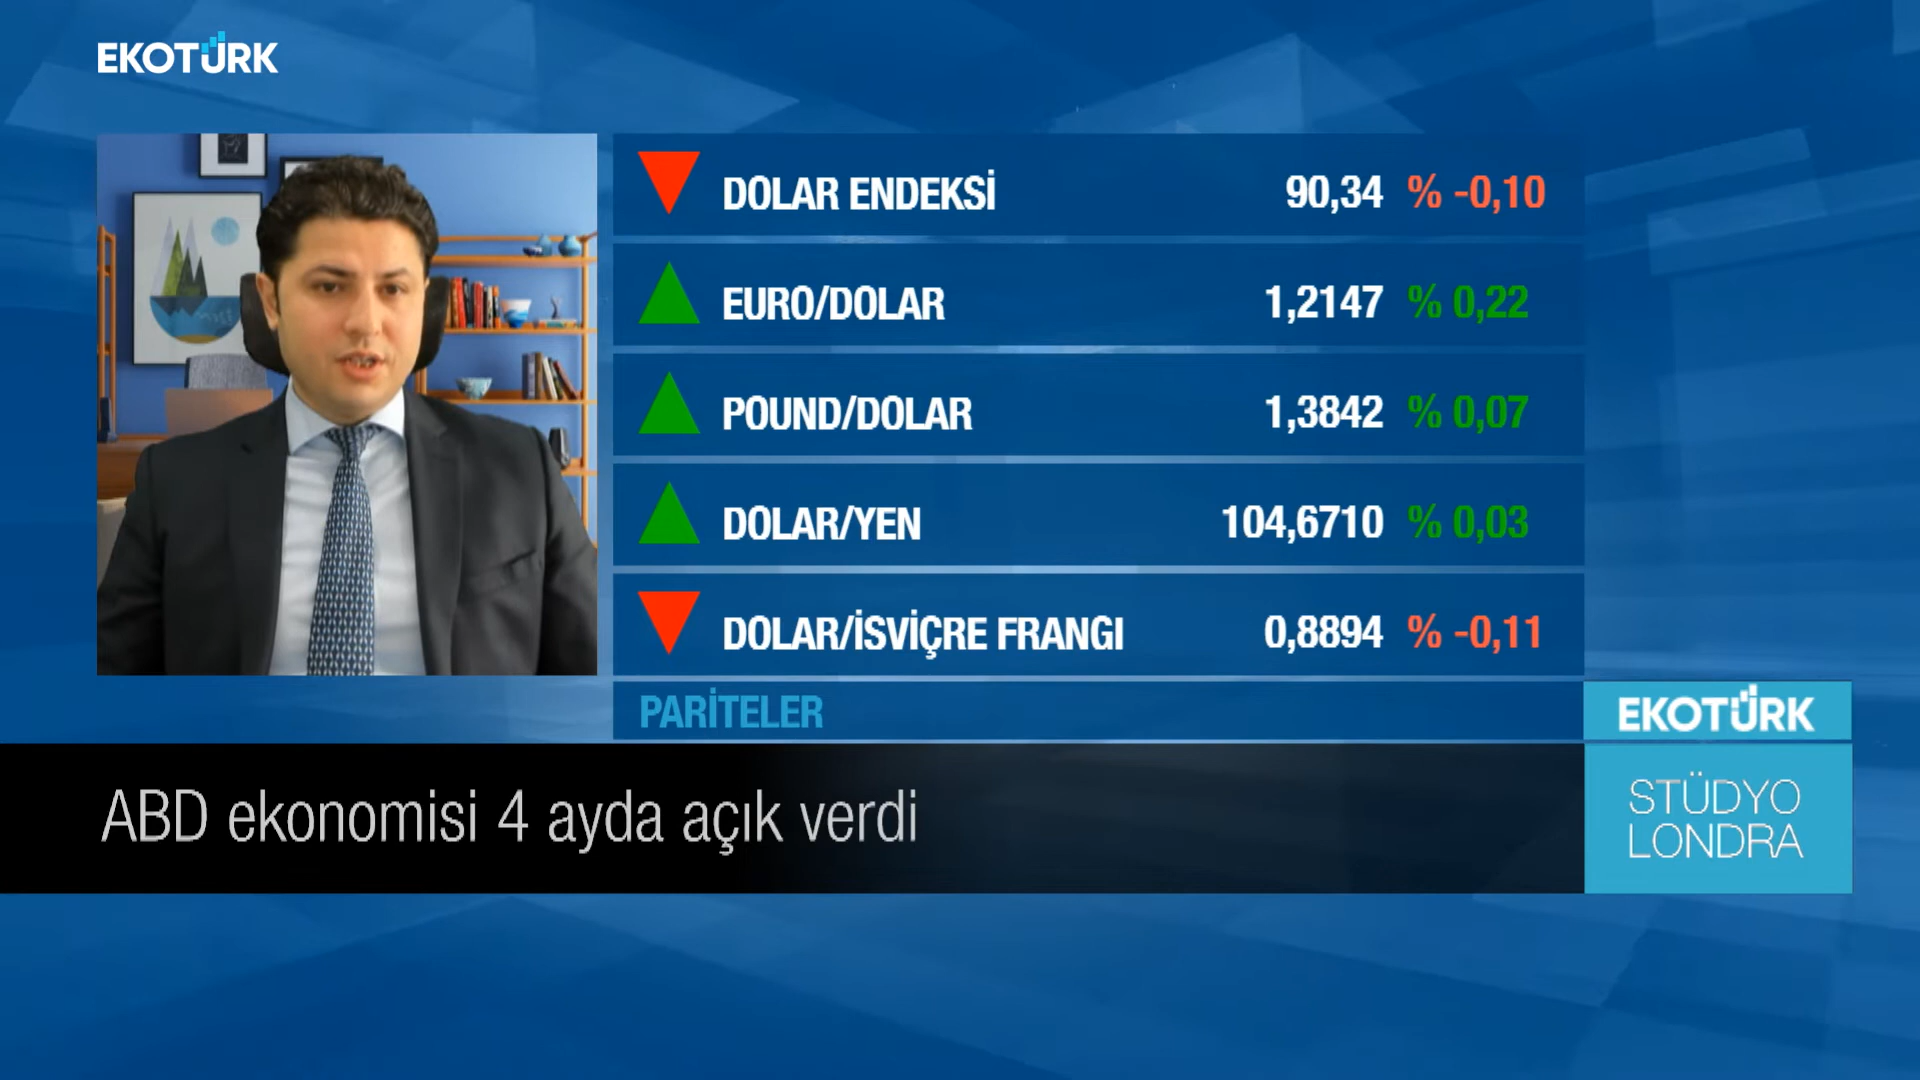 EKOTÜRK
DOLAR ENDEKSİ 90,34 % -0,10
EURO/DOLAR 1,2147 % 0,22
POUND/DOLAR 1,3842 % 0,07
DOLAR/YEN 104,6710 % 0,03
DOLAR/İSVİÇRE FRANGI 0,8894 % -0,11
PARİTELER
EKOTÜRK
ABD ekonomisi 4 ayda açık verdi
STÜDYO
LONDRA